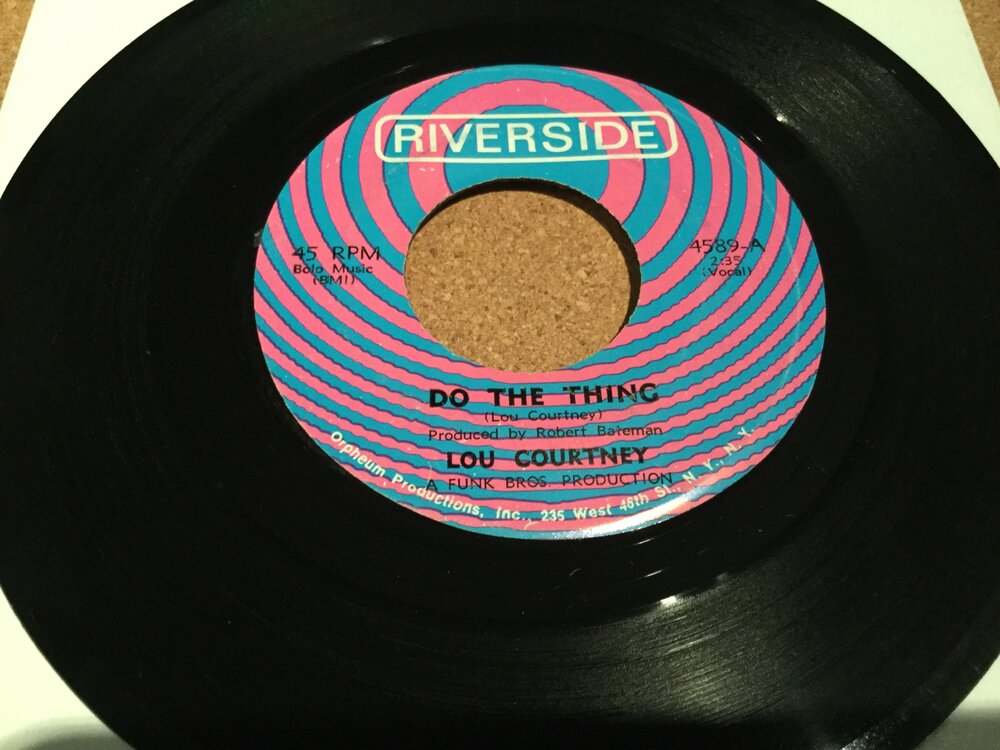 RIVERSIDE
45 RPM
Bolo Music
(BMI)
4589-A
2:35
(Vocal)
DO THE THING
(Lou Courtney)
Produced by Robert Bateman
LOU COURTNEY
A FUNK BROS. PRODUCTION
Orpheum Productions, Inc., 235 West 46th St., N. Y., N. Y.